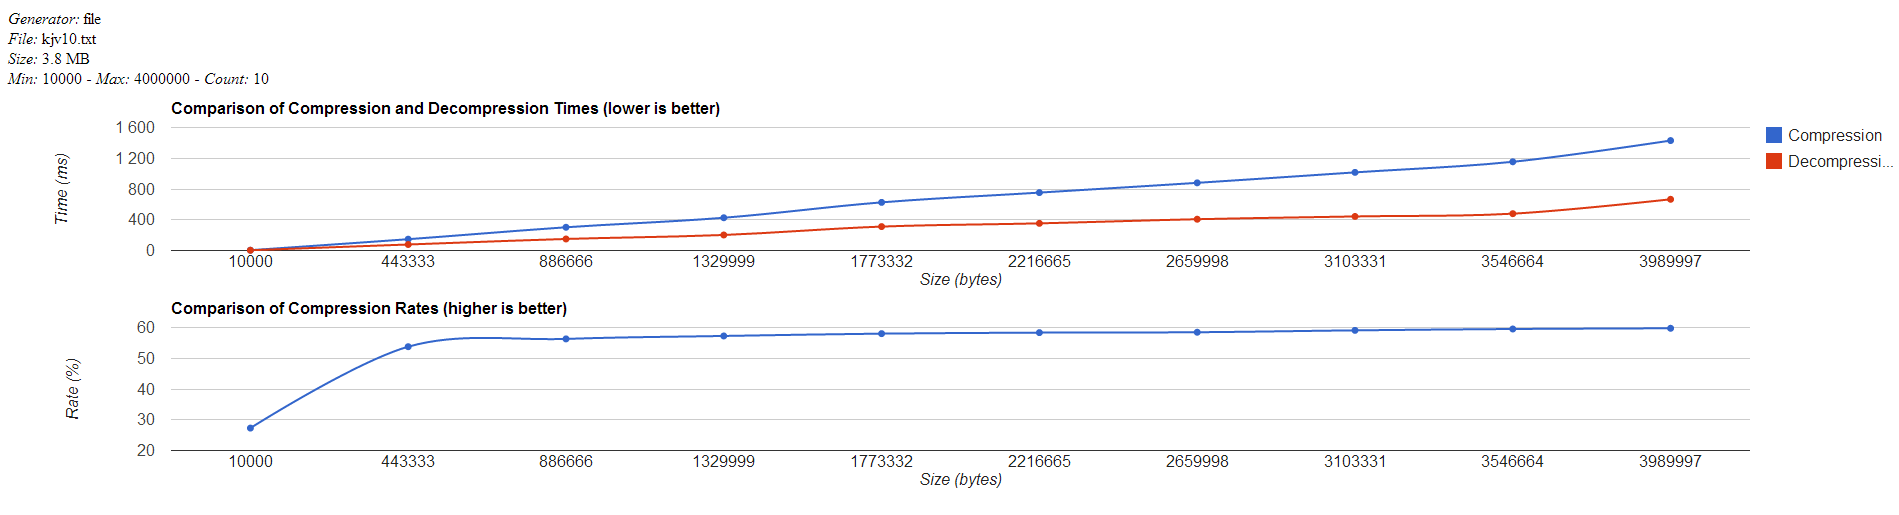 Generator: file
File: kjv10.txt
Size: 3.8 MB
Min: 10000 - Max: 4000000 - Count: 10
Comparison of Compression and Decompression Times (lower is better)
1 600
1 200
800
400
0
Time (ms)
10000 443333 886666 1329999 1773332 2216665 2659998 3103331 3546664 3989997
Size (bytes)
Compression
Decompressi...
Comparison of Compression Rates (higher is better)
60
50
40
30
20
Rate (%)
10000 443333 886666 1329999 1773332 2216665 2659998 3103331 3546664 3989997
Size (bytes)